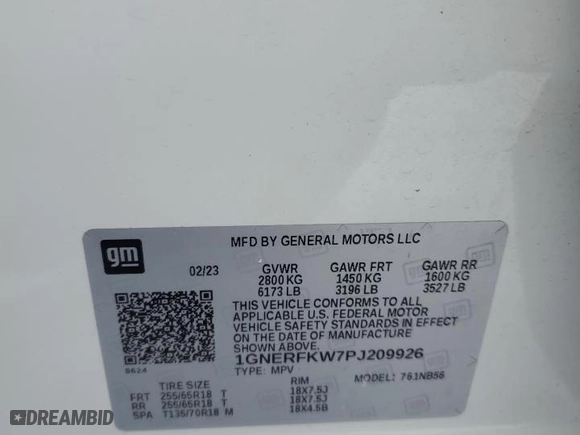 gm
MFD BY GENERAL MOTORS LLC
02/23 GVWR GAWR FRT GAWR RR
2800 KG 1450 KG 1600 KG
6173 LB 3196 LB 3527 LB
THIS VEHICLE CONFORMS TO ALL
APPLICABLE U.S. FEDERAL MOTOR
VEHICLE SAFETY STANDARDS IN EFFECT
ON THE DATE OF MANUFACTURE
SHOWN ABOVE.
1GNERFKW7PJ209926
8624 TYPE: MPV MODEL: 761NB56
TIRE SIZE RIM
FRT 255/65R18 T 18X7.5J
RR 255/65R18 T 18X7.5J
SPA T135/70R18 M 18X4.5B
DREAMBID